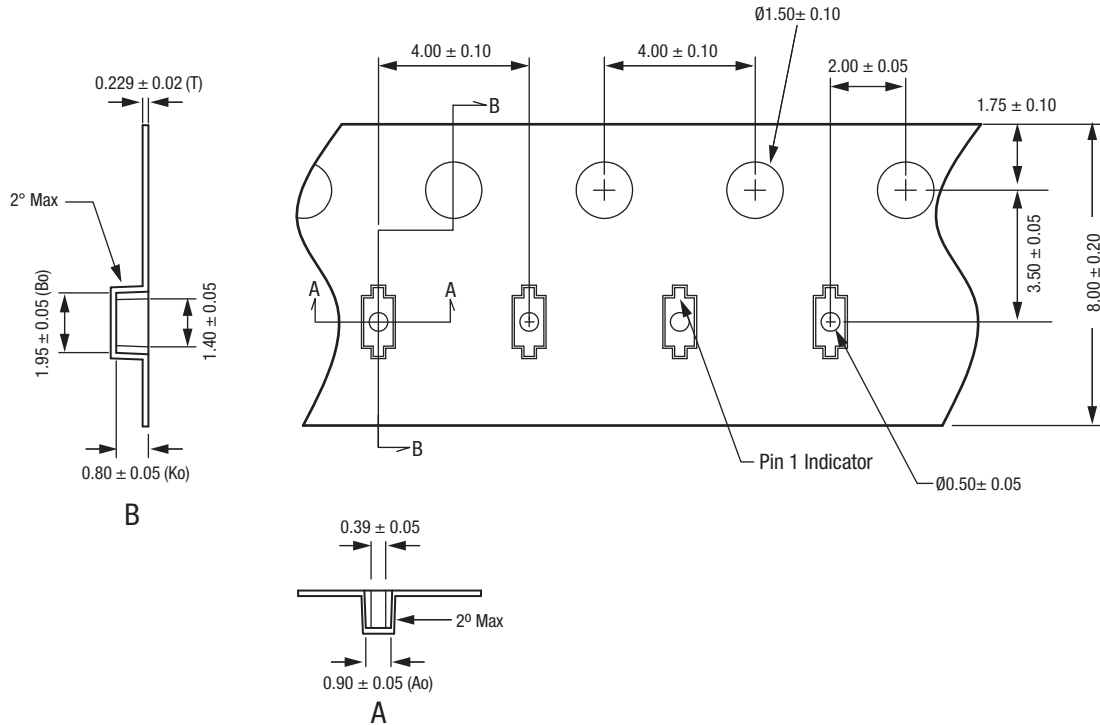 Ø1.50± 0.10
4.00 ± 0.10
4.00 ± 0.10
2.00 ± 0.05
0.229 ± 0.02 (T)
B
1.75 ± 0.10
2° Max
1.95 ± 0.05 (Bo)
1.40 ± 0.05
A
A
3.50 ± 0.05
8.00 ± 0.20
B
Pin 1 Indicator
0.80 ± 0.05 (Ko)
Ø0.50± 0.05
B
0.39 ± 0.05
2º Max
0.90 ± 0.05 (Ao)
A